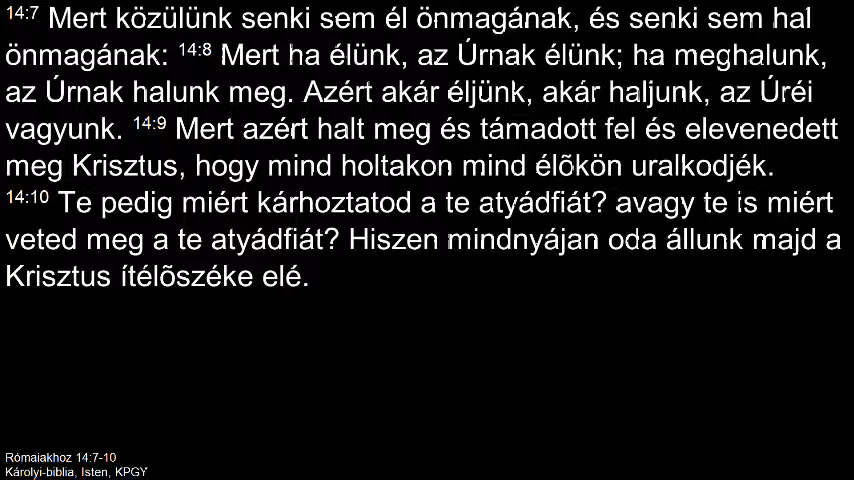 14:7 Mert közülünk senki sem él önmagának, és senki sem hal
önmagának: 14:8 Mert ha élünk, az Úrnak élünk; ha meghalunk,
az Úrnak halunk meg. Azért akár éljünk, akár haljunk, az Úréi
vagyunk. 14:9 Mert azért halt meg és támadott fel és elevenedett
meg Krisztus, hogy mind holtakon mind élõkön uralkodjék.
14:10 Te pedig miért kárhoztatod a te atyádfiát? avagy te is miért
veted meg a te atyádfiát? Hiszen mindnyájan oda állunk majd a
Krisztus ítélõszéke elé.
Rómaiakhoz 14:7-10
Károlyi-biblia, Isten, KPGY